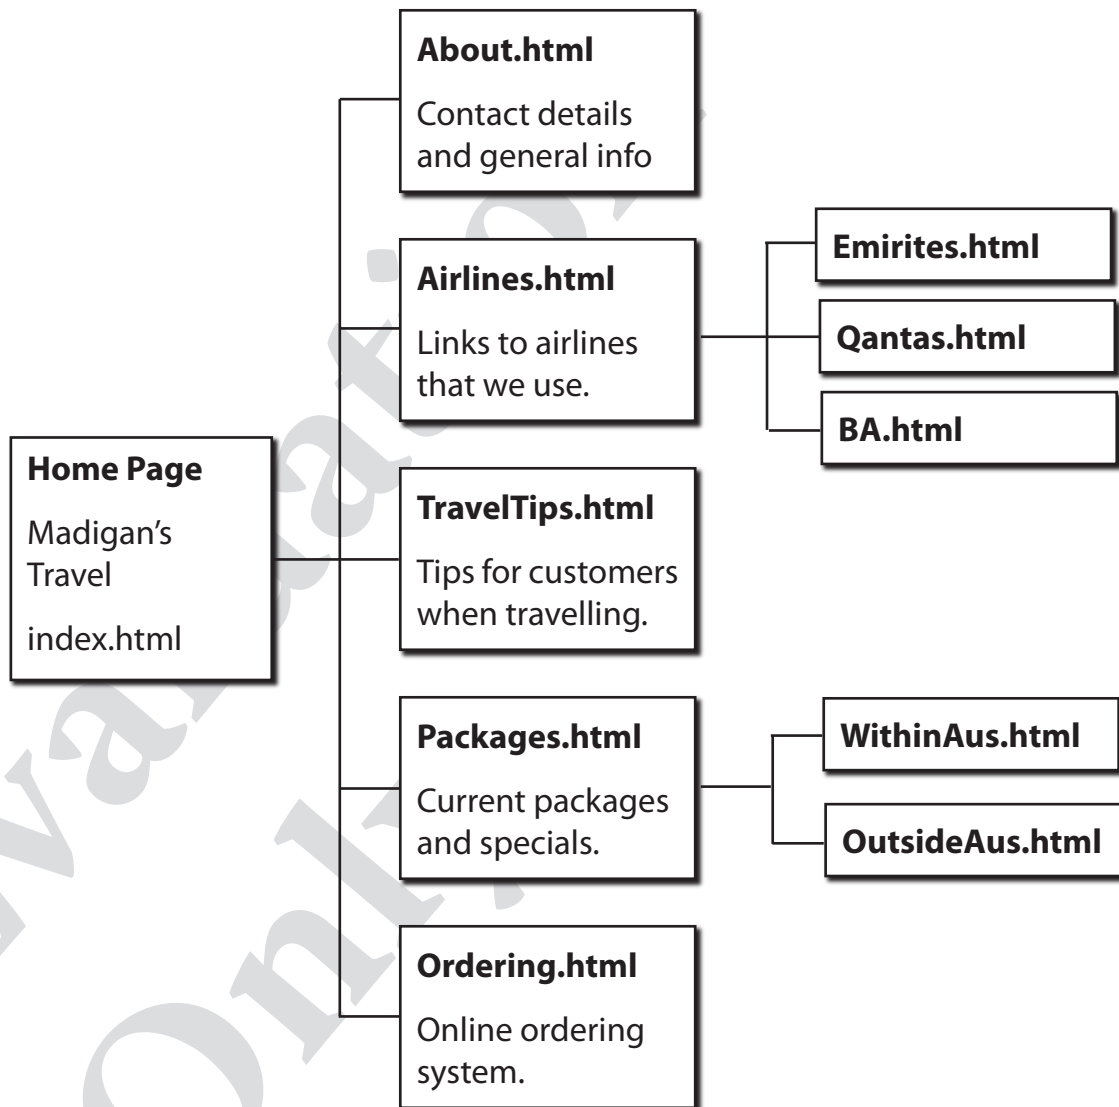 About.html
Contact details
and general info
Airlines.html
Links to airlines
that we use.
Emirites.html
Qantas.html
BA.html
Home Page
Madigan's
Travel
index.html
TravelTips.html
Tips for customers
when travelling.
Packages.html
Current packages
and specials.
WithinAus.html
OutsideAus.html
Ordering.html
Online ordering
system.
Only